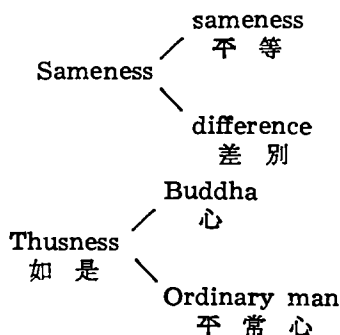 sameness
平 等
Sameness
difference
差 別
Buddha
心
Thusness
如 是
Ordinary man
平 常 心